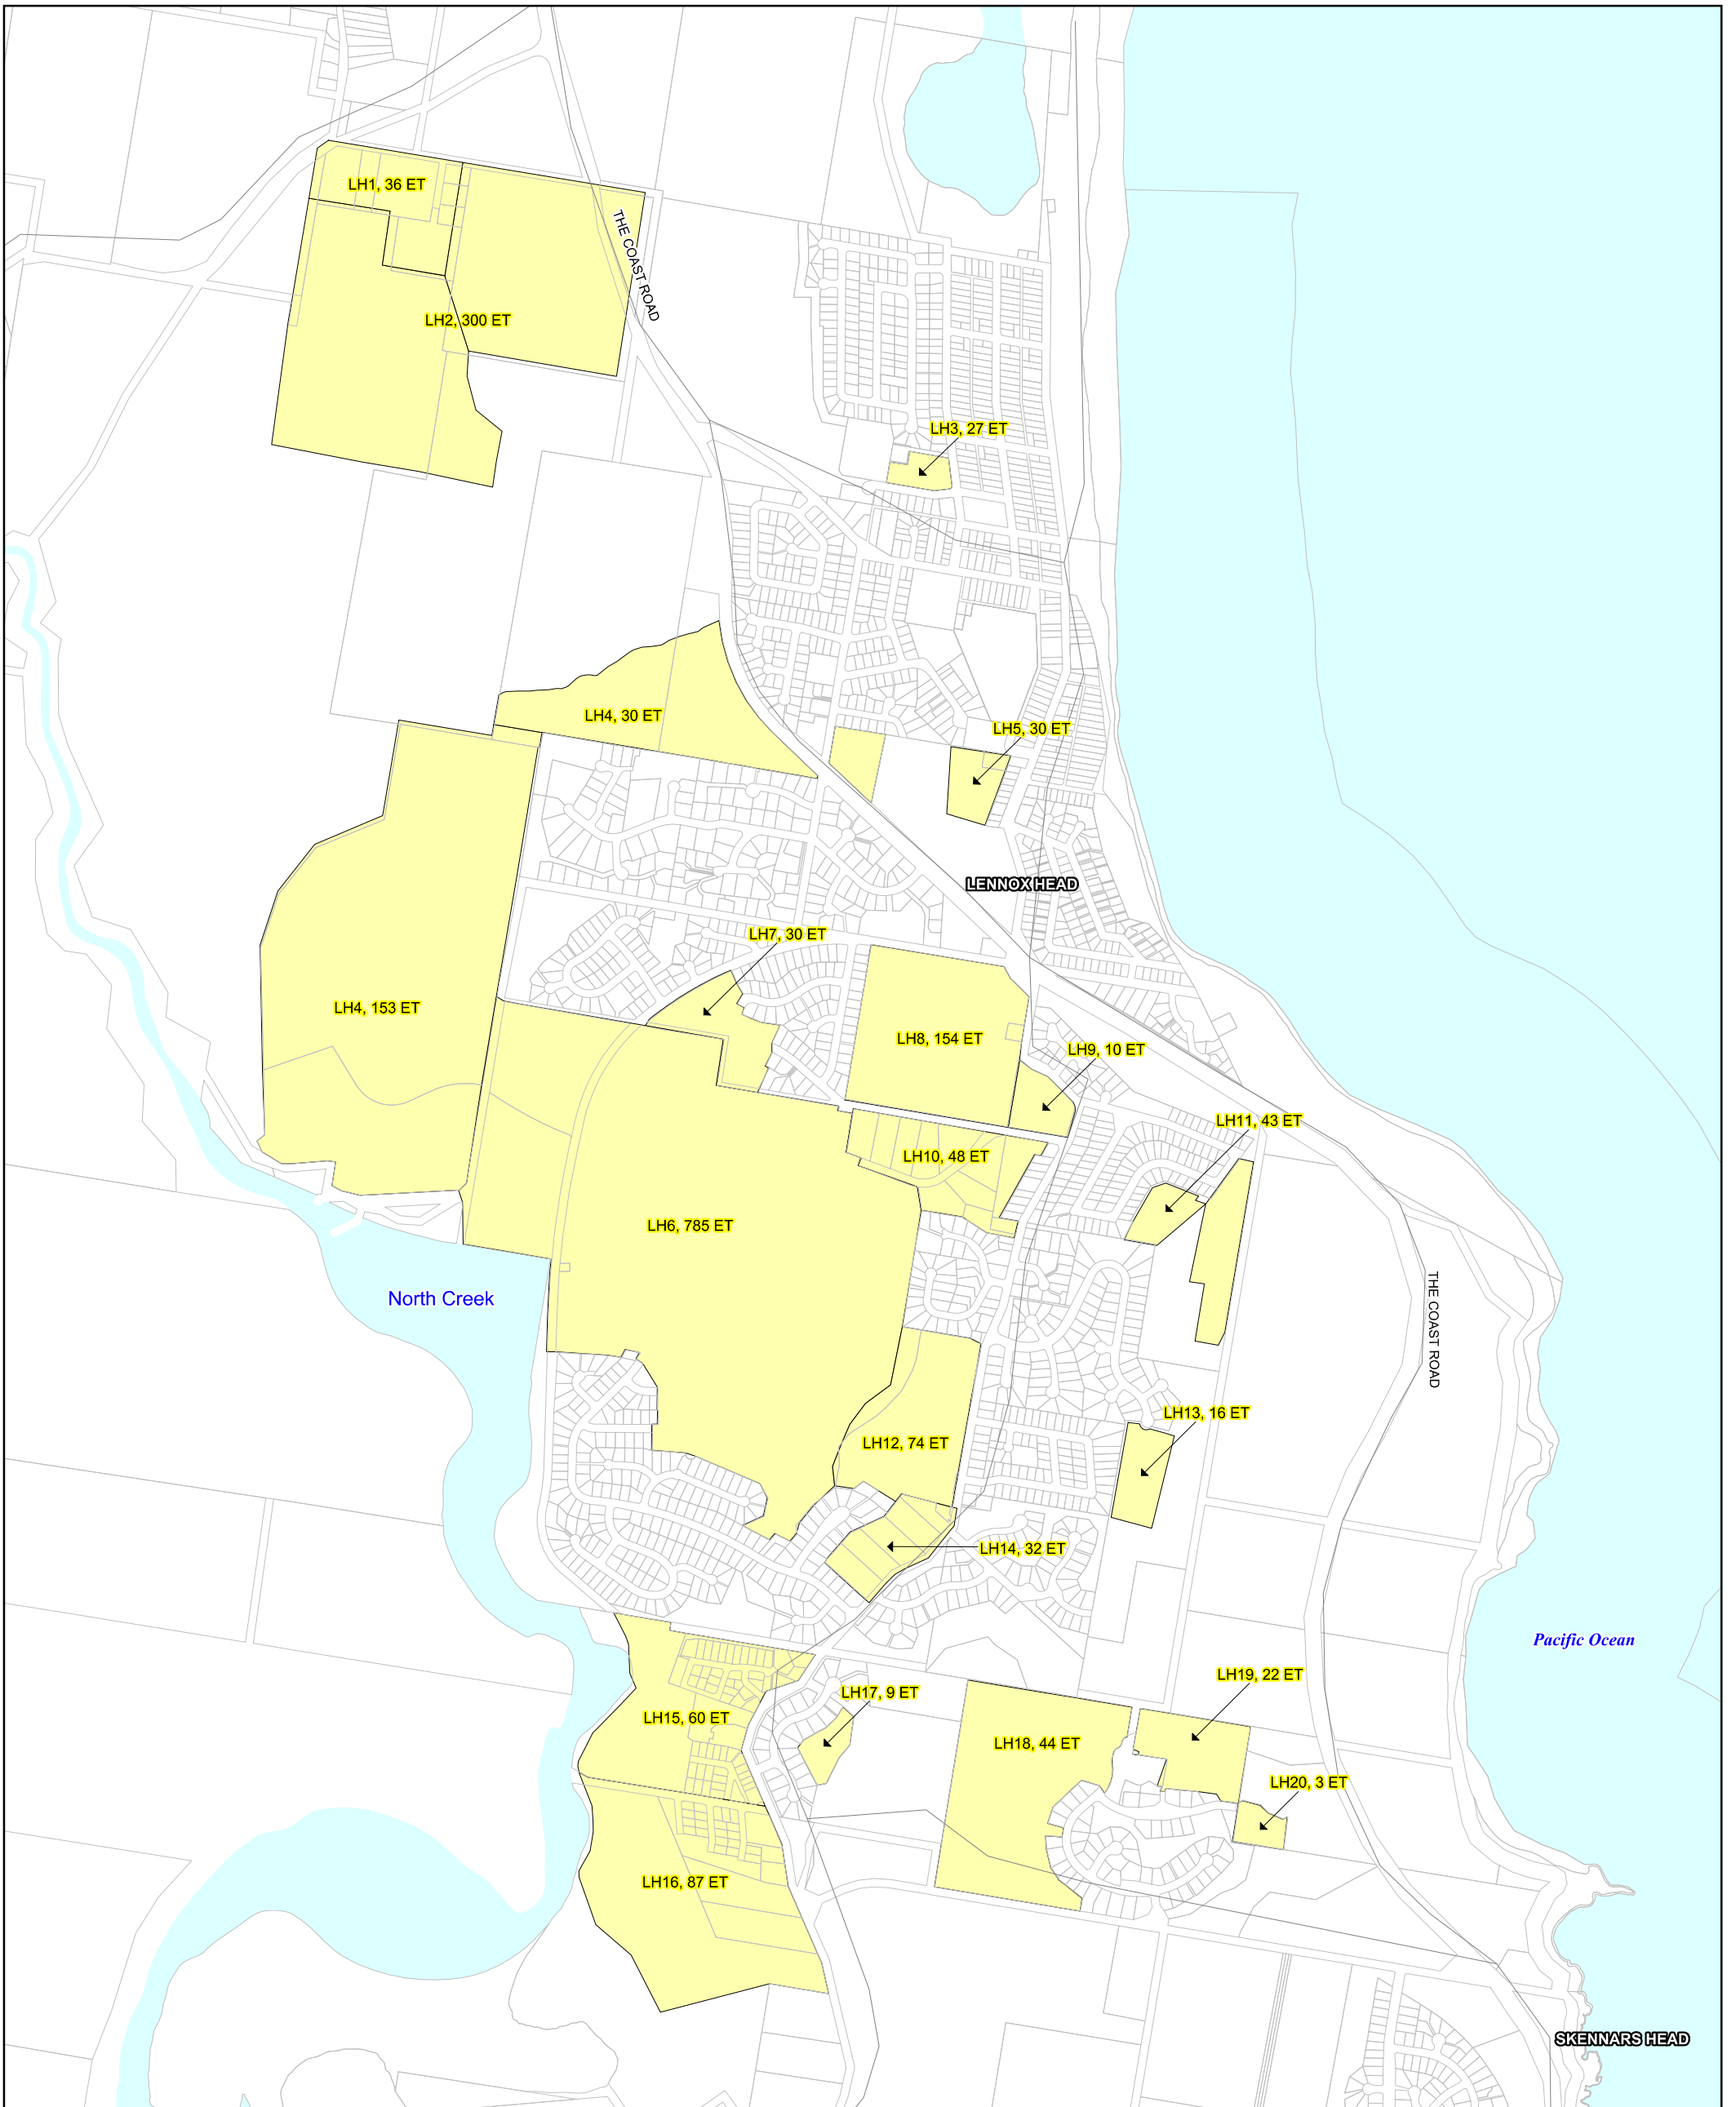 LH1, 36 ET
THE COAST ROAD
LH2, 300 ET
LH3, 27 ET
LH4, 30 ET
LH5, 30 ET
LENNOX HEAD
LH7, 30 ET
LH4, 153 ET
LH8, 154 ET
LH9, 10 ET
LH11, 43 ET
LH10, 48 ET
LH6, 785 ET
North Creek
THE COAST ROAD
LH13, 16 ET
LH12, 74 ET
LH14, 32 ET
Pacific Ocean
LH19, 22 ET
LH17, 9 ET
LH15, 60 ET
LH18, 44 ET
LH20, 3 ET
LH16, 87 ET
SKENNARS HEAD